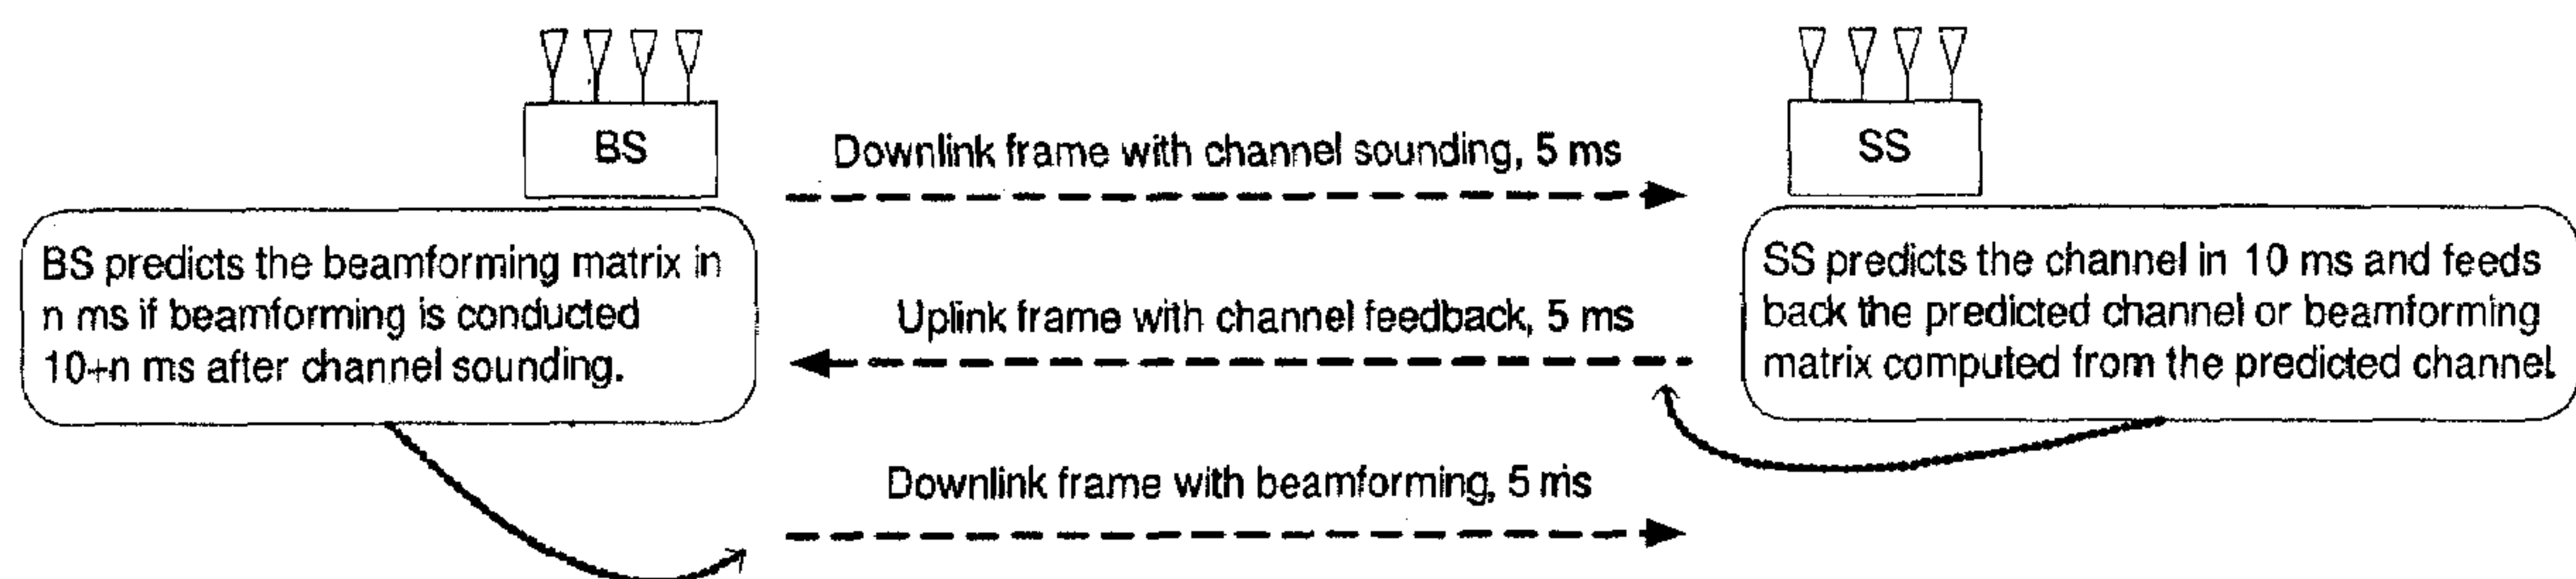 BS
SS
Downlink frame with channel sounding, 5 ms
BS predicts the beamforming matrix in
n ms if beamforming is conducted
10+n ms after channel sounding.
SS predicts the channel in 10 ms and feeds
back the predicted channel or beamforming
matrix computed from the predicted channel.
Uplink frame with channel feedback, 5 ms
Downlink frame with beamforming, 5 ms